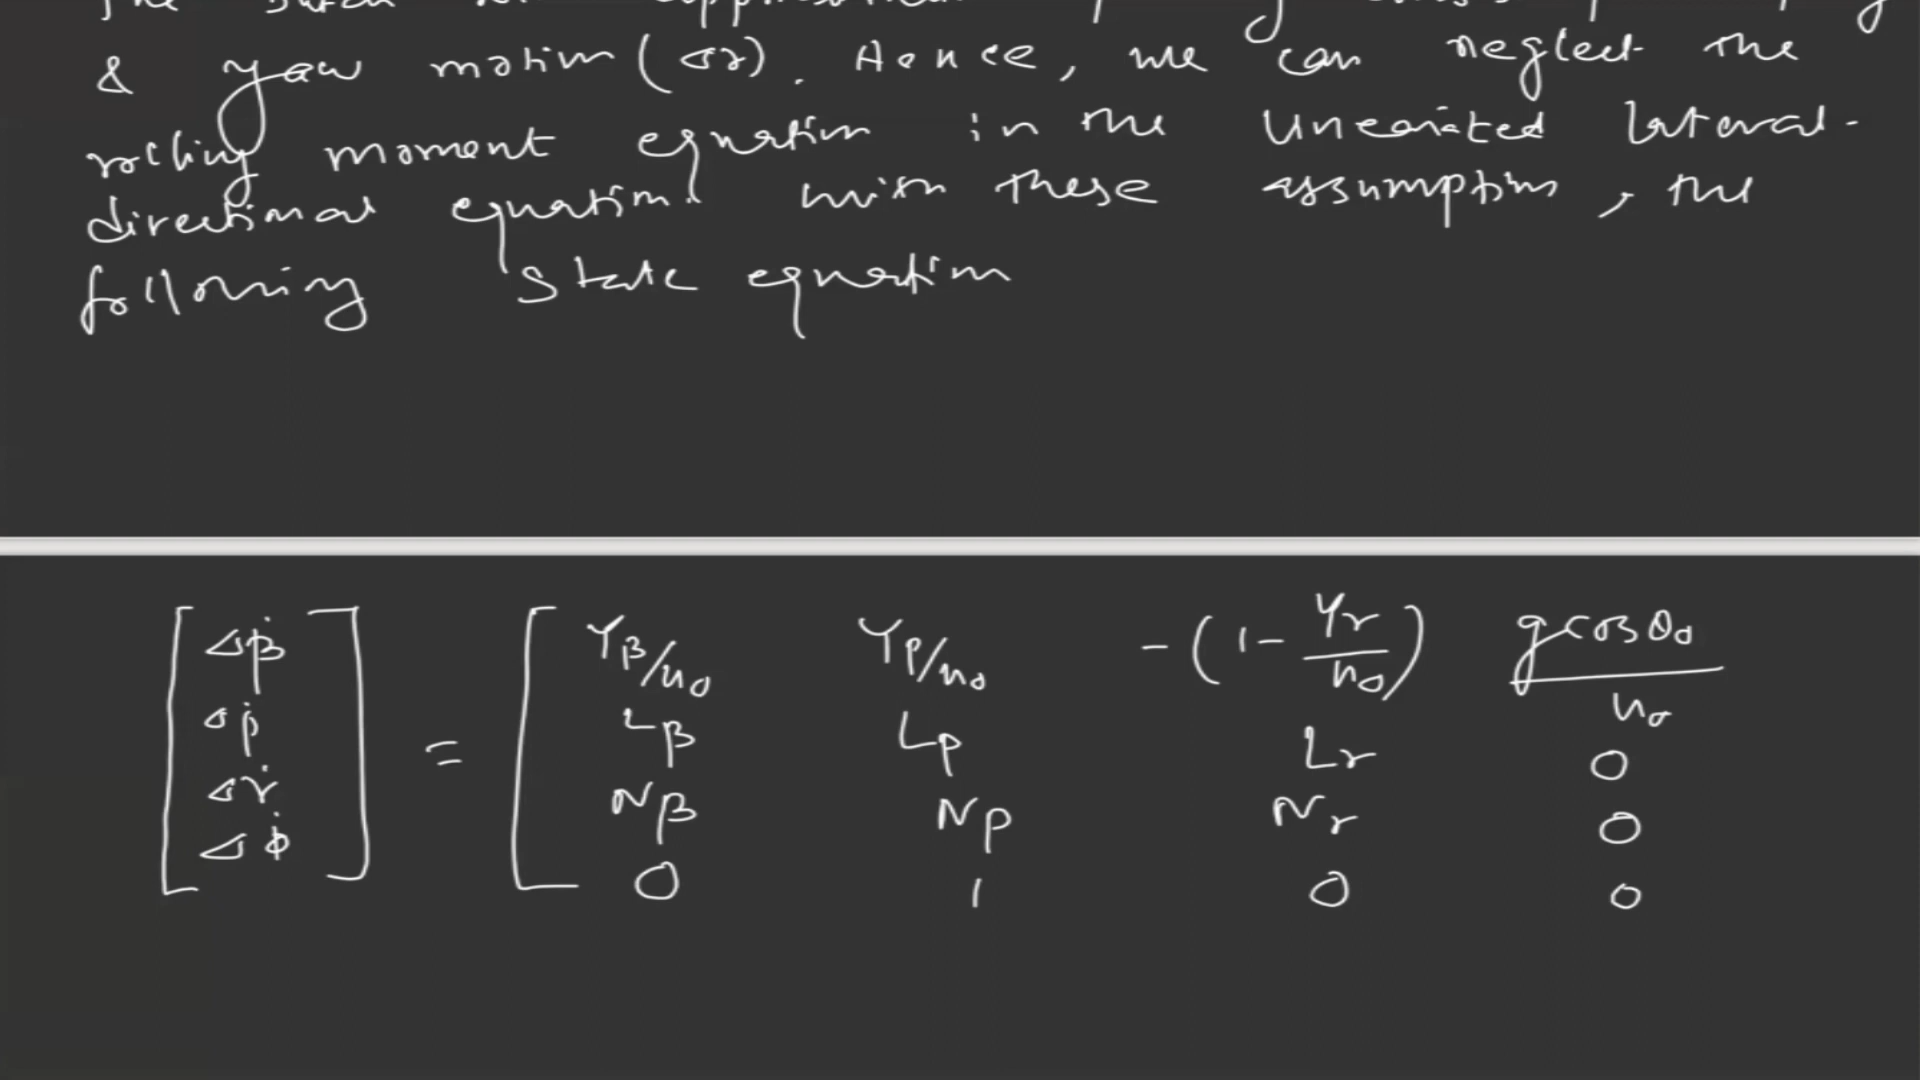 & yaw motion (Δr). Hence, we can neglect the
rolling moment equation in the Uncoriated lateral-
directional equation. with these assumption, the
following state equation
[Δβ̇ Δṗ Δṙ Δφ̇] = [
Yβ/u₀ Yp/u₀ -(1 - Yr/u₀) g cos θ₀/u₀
Lβ Lp Lr 0
Nβ Np Nr 0
0 1 0 0